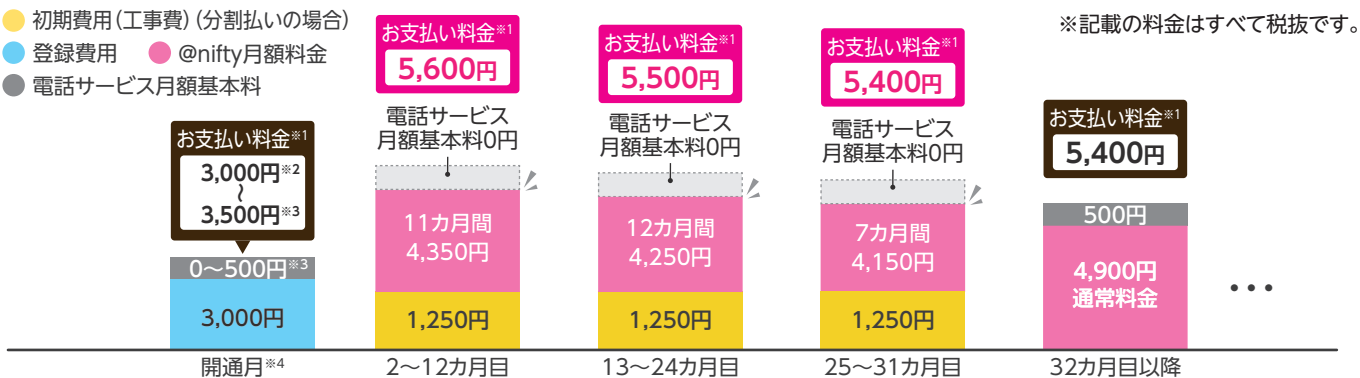 初期費用(工事費)(分割払いの場合)
登録費用 @nifty月額料金
電話サービス月額基本料
※記載の料金はすべて税抜です。
お支払い料金※1
3,000円※2
〜
3,500円※3
0〜500円※3
3,000円
開通月※4
お支払い料金※1
5,600円
電話サービス
月額基本料0円
11カ月間
4,350円
1,250円
2〜12カ月目
お支払い料金※1
5,500円
電話サービス
月額基本料0円
12カ月間
4,250円
1,250円
13〜24カ月目
お支払い料金※1
5,400円
電話サービス
月額基本料0円
7カ月間
4,150円
1,250円
25〜31カ月目
お支払い料金※1
5,400円
500円
4,900円
通常料金
32カ月目以降
•••